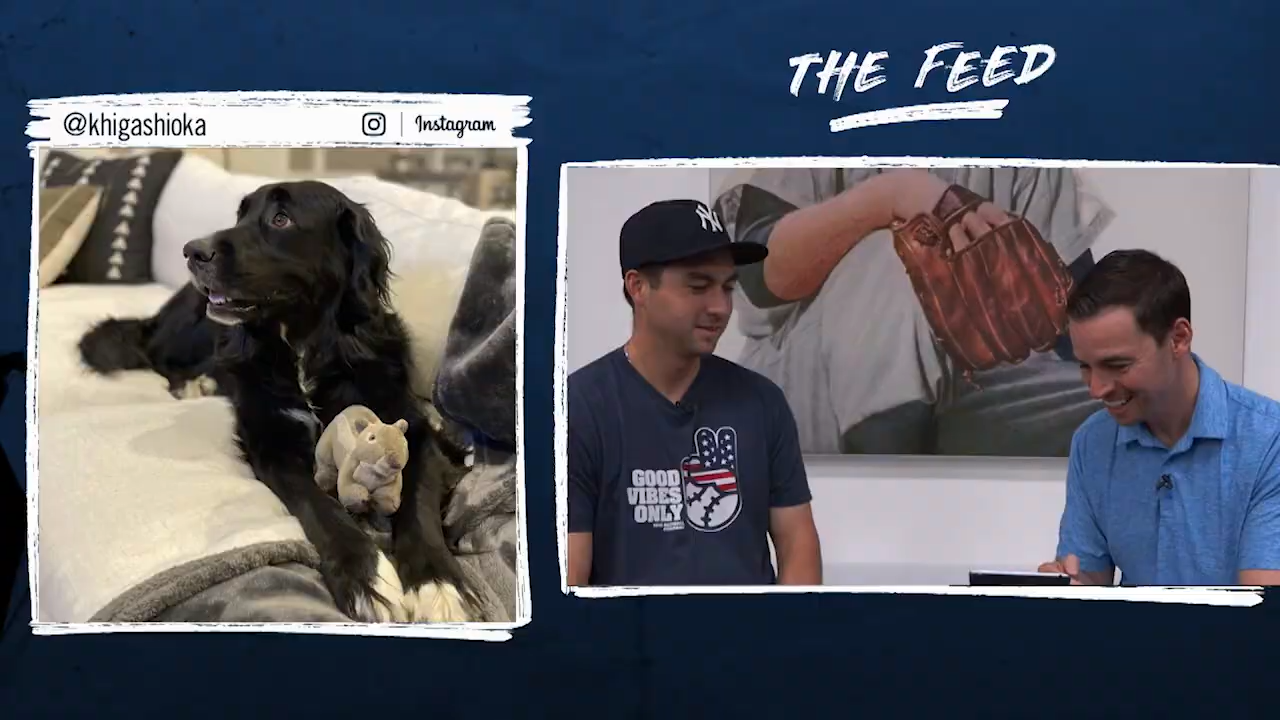 THE FEED
@khigashioka
Instagram
NY
GOOD
VIBES
ONLY